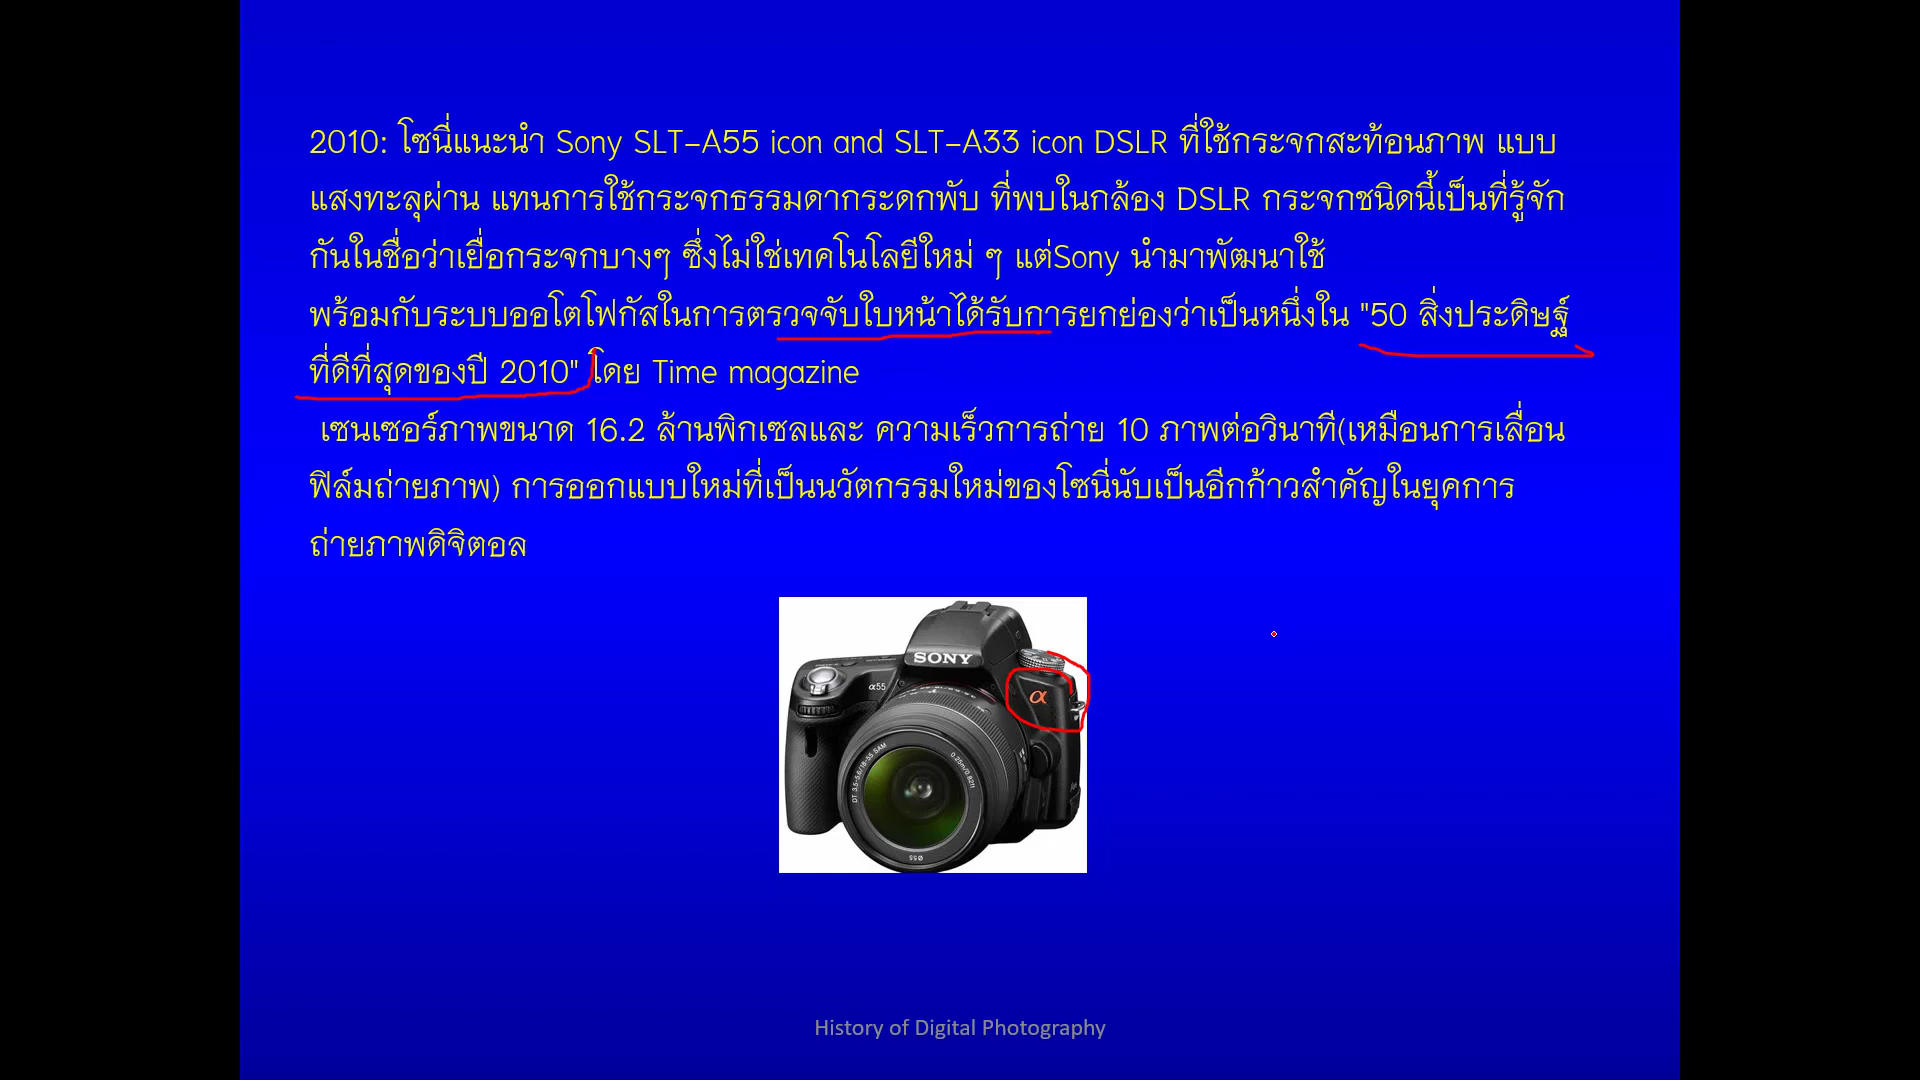 2010: โซนี่แนะนำ Sony SLT-A55 icon and SLT-A33 icon DSLR ที่ใช้กระจกสะท้อนภาพ แบบ
แสงทะลุผ่าน แทนการใช้กระจกธรรมดากระดกพับ ที่พบในกล้อง DSLR กระจกชนิดนี้เป็นที่รู้จัก
กันในชื่อว่าเยื่อกระจกบางๆ ซึ่งไม่ใช่เทคโนโลยีใหม่ ๆ แต่Sony นำมาพัฒนาใช้
พร้อมกับระบบออโตโฟกัสในการตรวจจับใบหน้าได้รับการยกย่องว่าเป็นหนึ่งใน "50 สิ่งประดิษฐ์
ที่ดีที่สุดของปี 2010" โดย Time magazine
เซนเซอร์ภาพขนาด 16.2 ล้านพิกเซลและ ความเร็วการถ่าย 10 ภาพต่อวินาที(เหมือนการเลื่อน
ฟิล์มถ่ายภาพ) การออกแบบใหม่ที่เป็นนวัตกรรมใหม่ของโซนี่นับเป็นอีกก้าวสำคัญในยุคการ
ถ่ายภาพดิจิตอล
SONY
α55
α
DT 3.5-5.6/18-55 SAM
0.25m/0.82ft
Ø55
History of Digital Photography